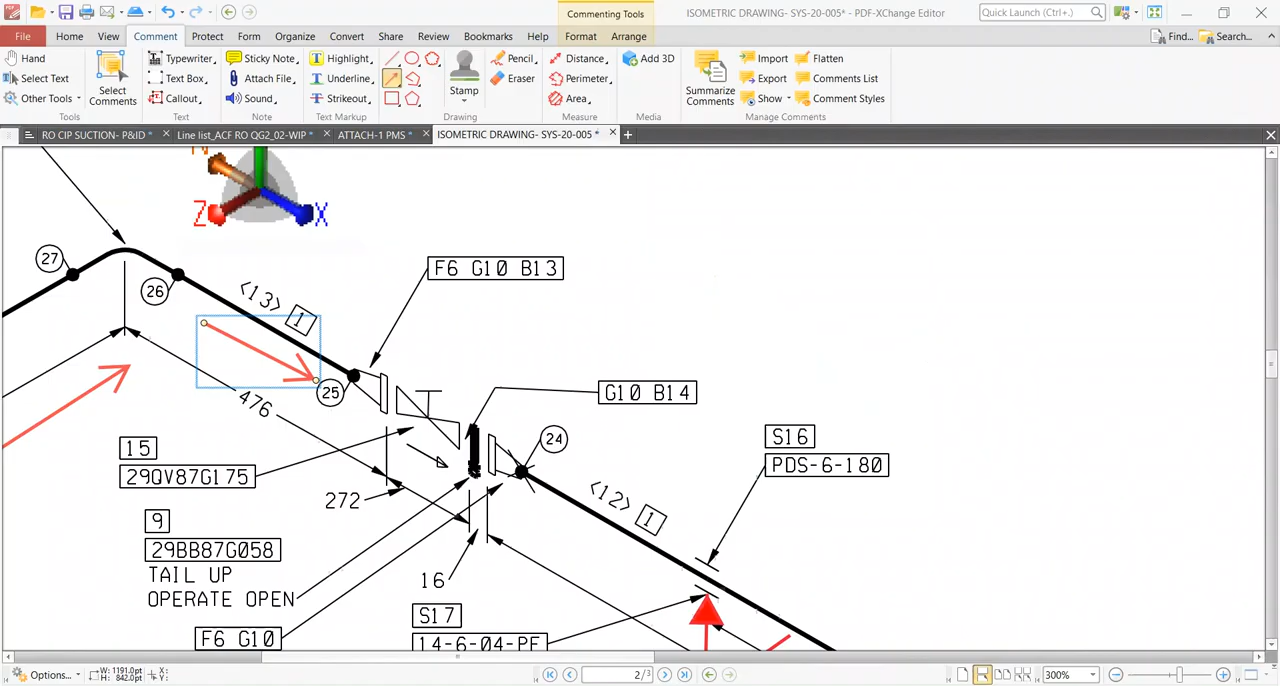 Commenting Tools
ISOMETRIC DRAWING- SYS-20-005* - PDF-XChange Editor
Quick Launch (Ctrl+.)
File Home View Comment Protect Form Organize Convert Share Review Bookmarks Help Format Arrange
Find... Search...
Hand
Select Text
Other Tools
Tools
Select Comments
Typewriter
Text Box
Callout
Text
Sticky Note
Attach File
Sound
Note
Highlight
Underline
Strikeout
Text Markup
Pencil
Eraser
Drawing
Stamp
Distance
Perimeter
Area
Measure
Add 3D
Media
Summarize Comments
Import
Export
Show
Flatten
Comments List
Comment Styles
Manage Comments
RO CIP SUCTION- P&ID * × Line list_ACF RO QG2_02-WIP * × ATTACH-1 PMS * × ISOMETRIC DRAWING- SYS-20-005 * ×
Z X
27
26
<13> 1
F6 G10 B13
25
476
G10 B14
24
15
29QV87G175
S16
PDS-6-180
272
<12> 1
9
29BB87G058
TAIL UP
OPERATE OPEN
16
S17
F6 G10
14-6-04-PF
Options...
W: 1191.0pt
H: 842.0pt
X:
Y:
2/3
300%